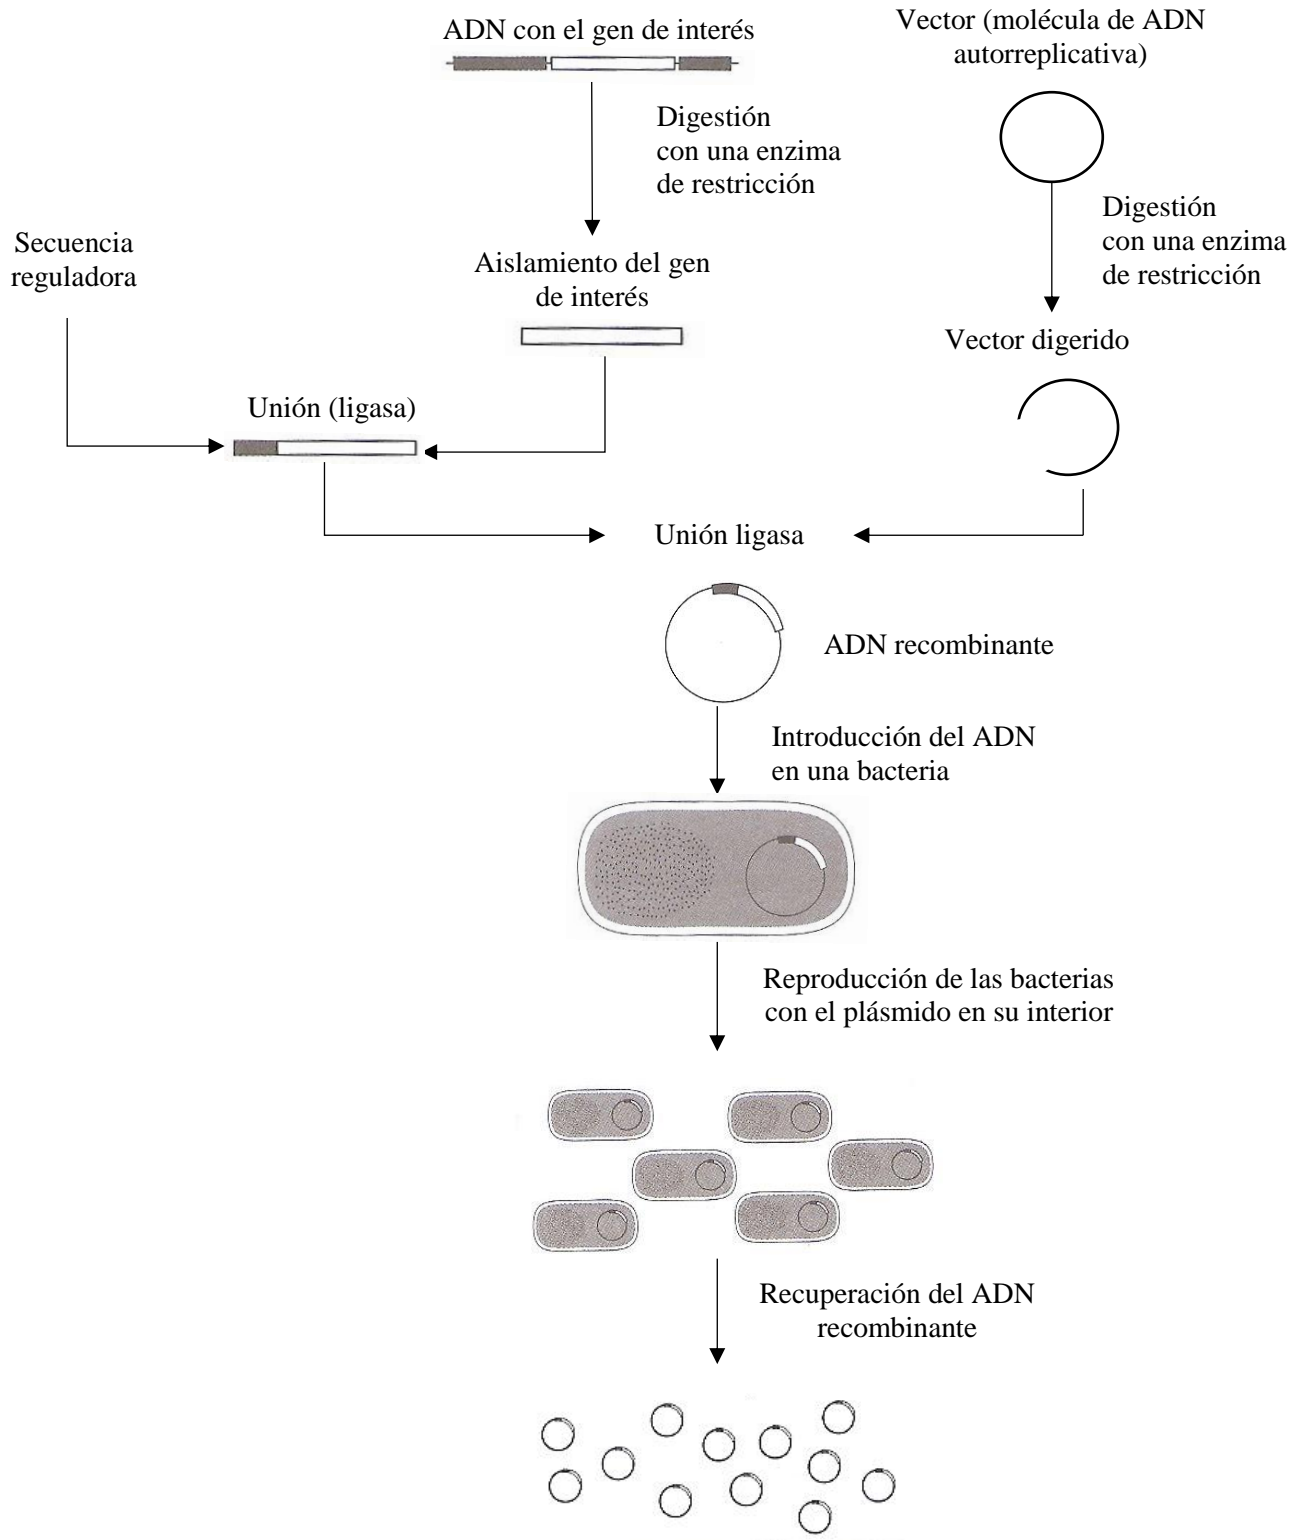 ADN con el gen de interés
Vector (molécula de ADN
autorreplicativa)
Digestión
con una enzima
de restricción
Digestión
con una enzima
de restricción
Secuencia
reguladora
Aislamiento del gen
de interés
Vector digerido
Unión (ligasa)
Unión ligasa
ADN recombinante
Introducción del ADN
en una bacteria
Reproducción de las bacterias
con el plásmido en su interior
Recuperación del ADN
recombinante